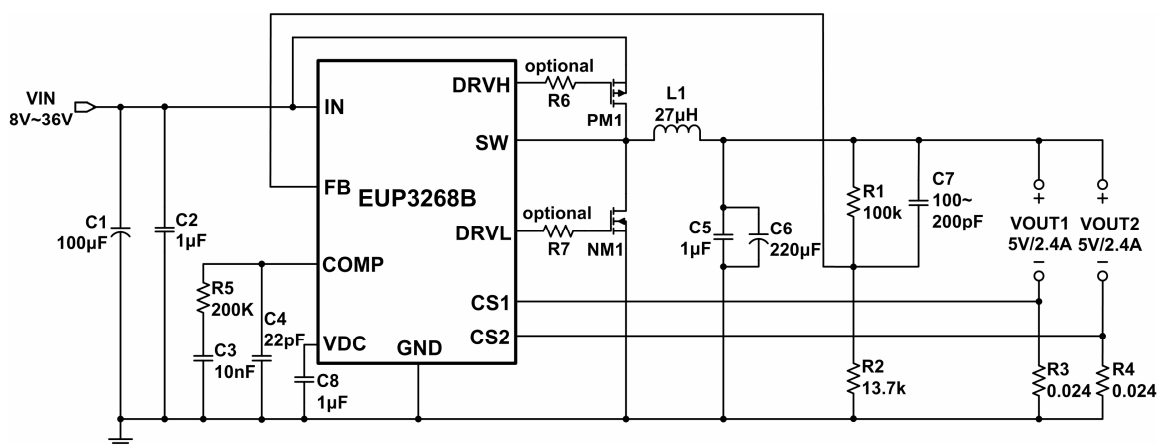 VIN
8V~36V
C1
100μF
C2
1μF
R5
200K
C3
10nF
C4
22pF
C8
1μF
IN
FB
COMP
VDC
GND
EUP3268B
DRVH
SW
DRVL
CS1
CS2
optional
R6
PM1
optional
R7
NM1
L1
27μH
C5
1μF
C6
220μF
R1
100k
C7
100~
200pF
R2
13.7k
VOUT1
5V/2.4A
VOUT2
5V/2.4A
+
+
−
−
R3
0.024
R4
0.024